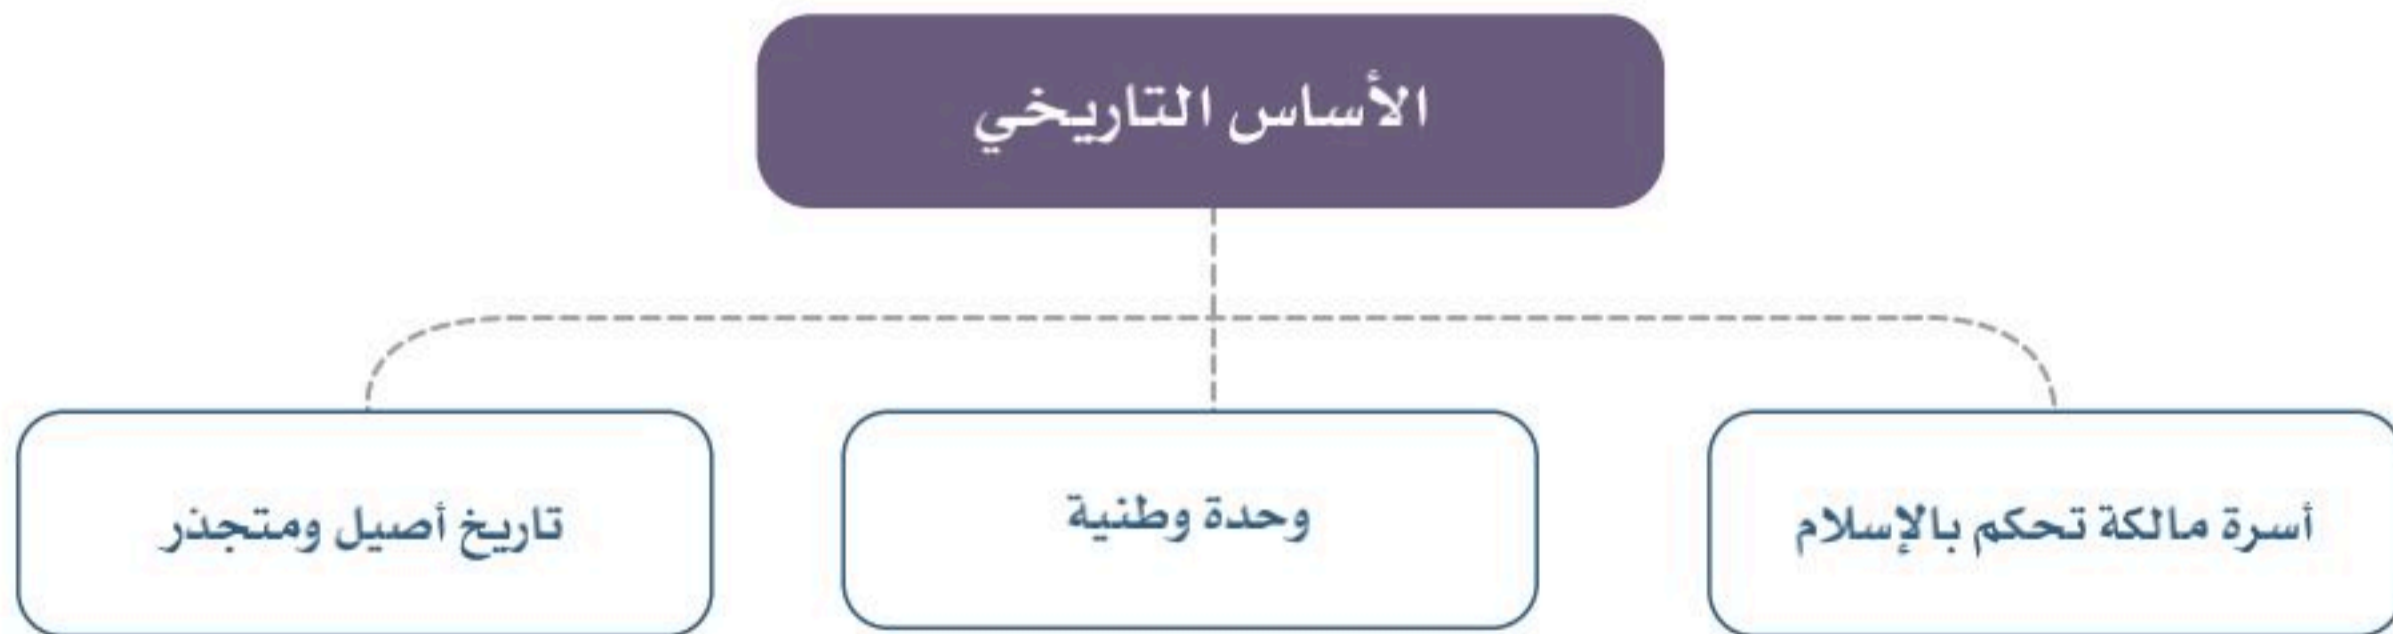 الأساس التاريخي
أسرة مالكة تحكم بالإسلام
وحدة وطنية
تاريخ أصيل ومتجذر